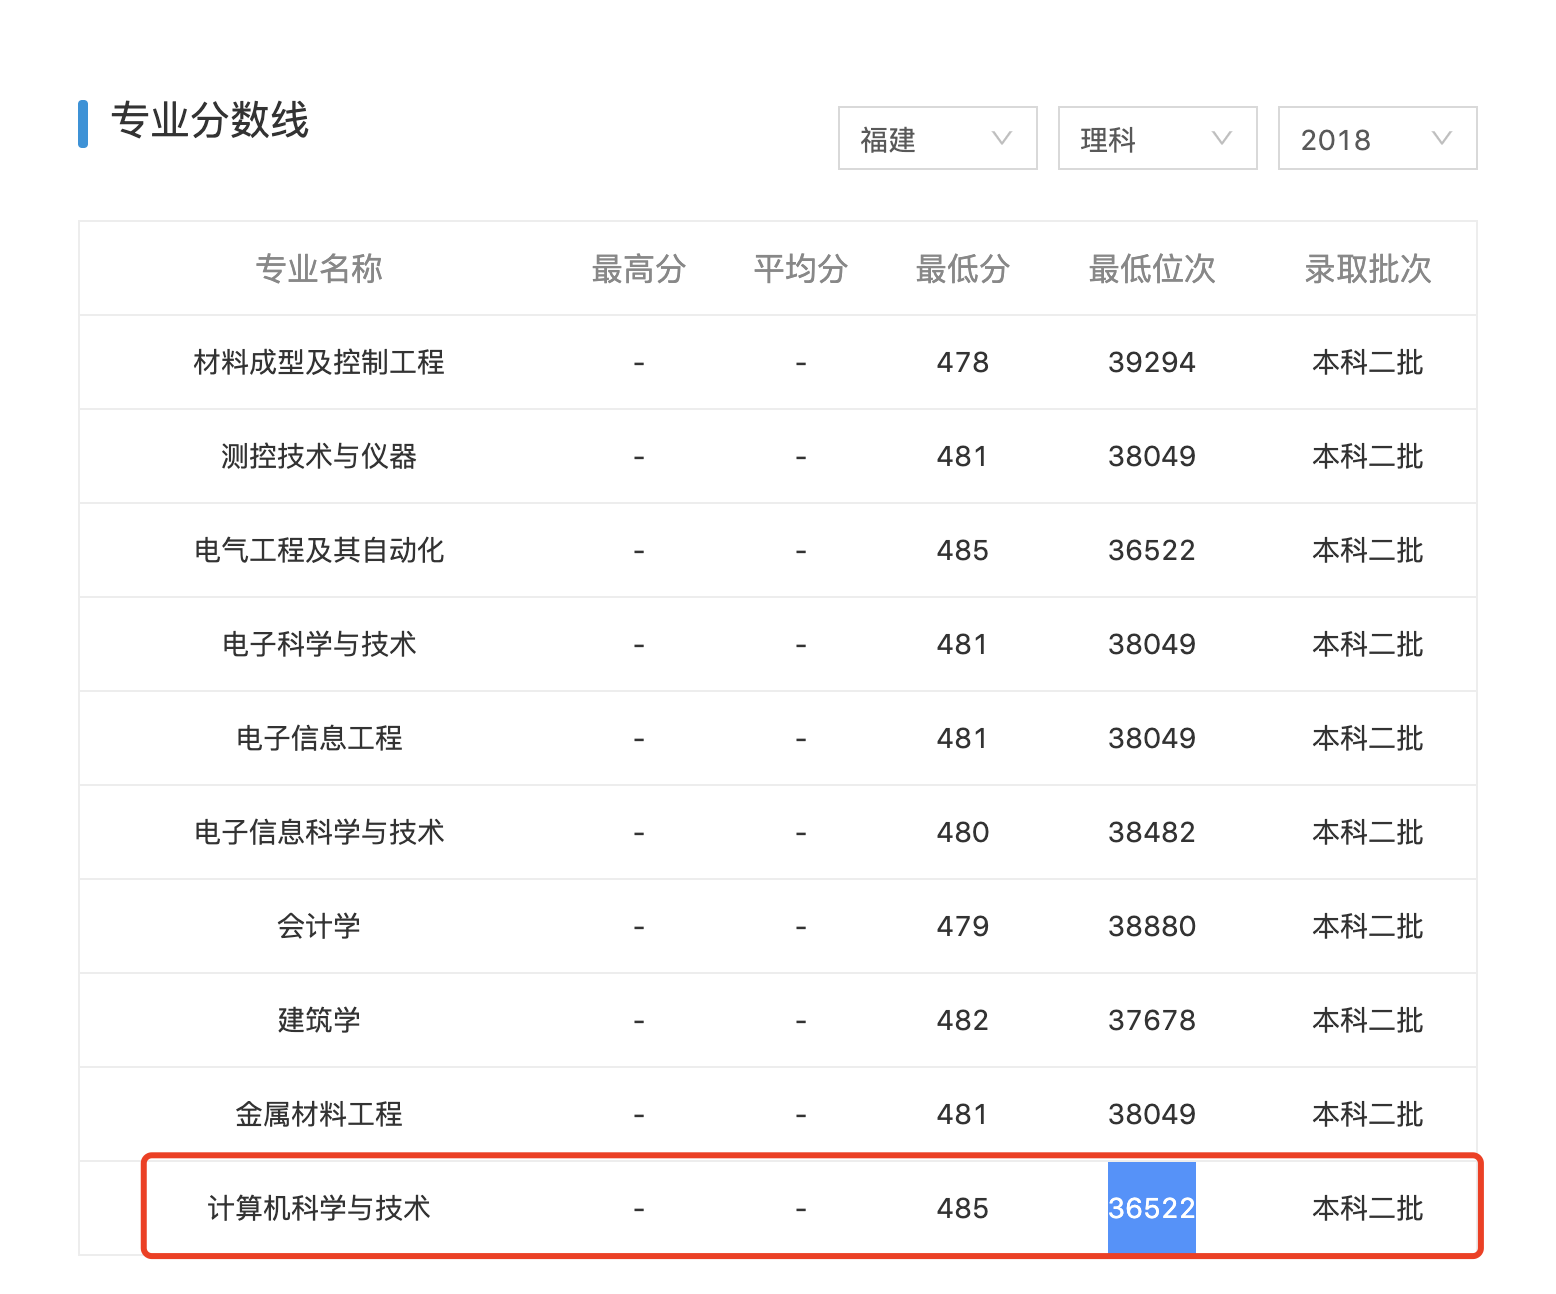 专业分数线
福建 理科 2018
专业名称 最高分 平均分 最低分 最低位次 录取批次
材料成型及控制工程 - - 478 39294 本科二批
测控技术与仪器 - - 481 38049 本科二批
电气工程及其自动化 - - 485 36522 本科二批
电子科学与技术 - - 481 38049 本科二批
电子信息工程 - - 481 38049 本科二批
电子信息科学与技术 - - 480 38482 本科二批
会计学 - - 479 38880 本科二批
建筑学 - - 482 37678 本科二批
金属材料工程 - - 481 38049 本科二批
计算机科学与技术 - - 485 36522 本科二批